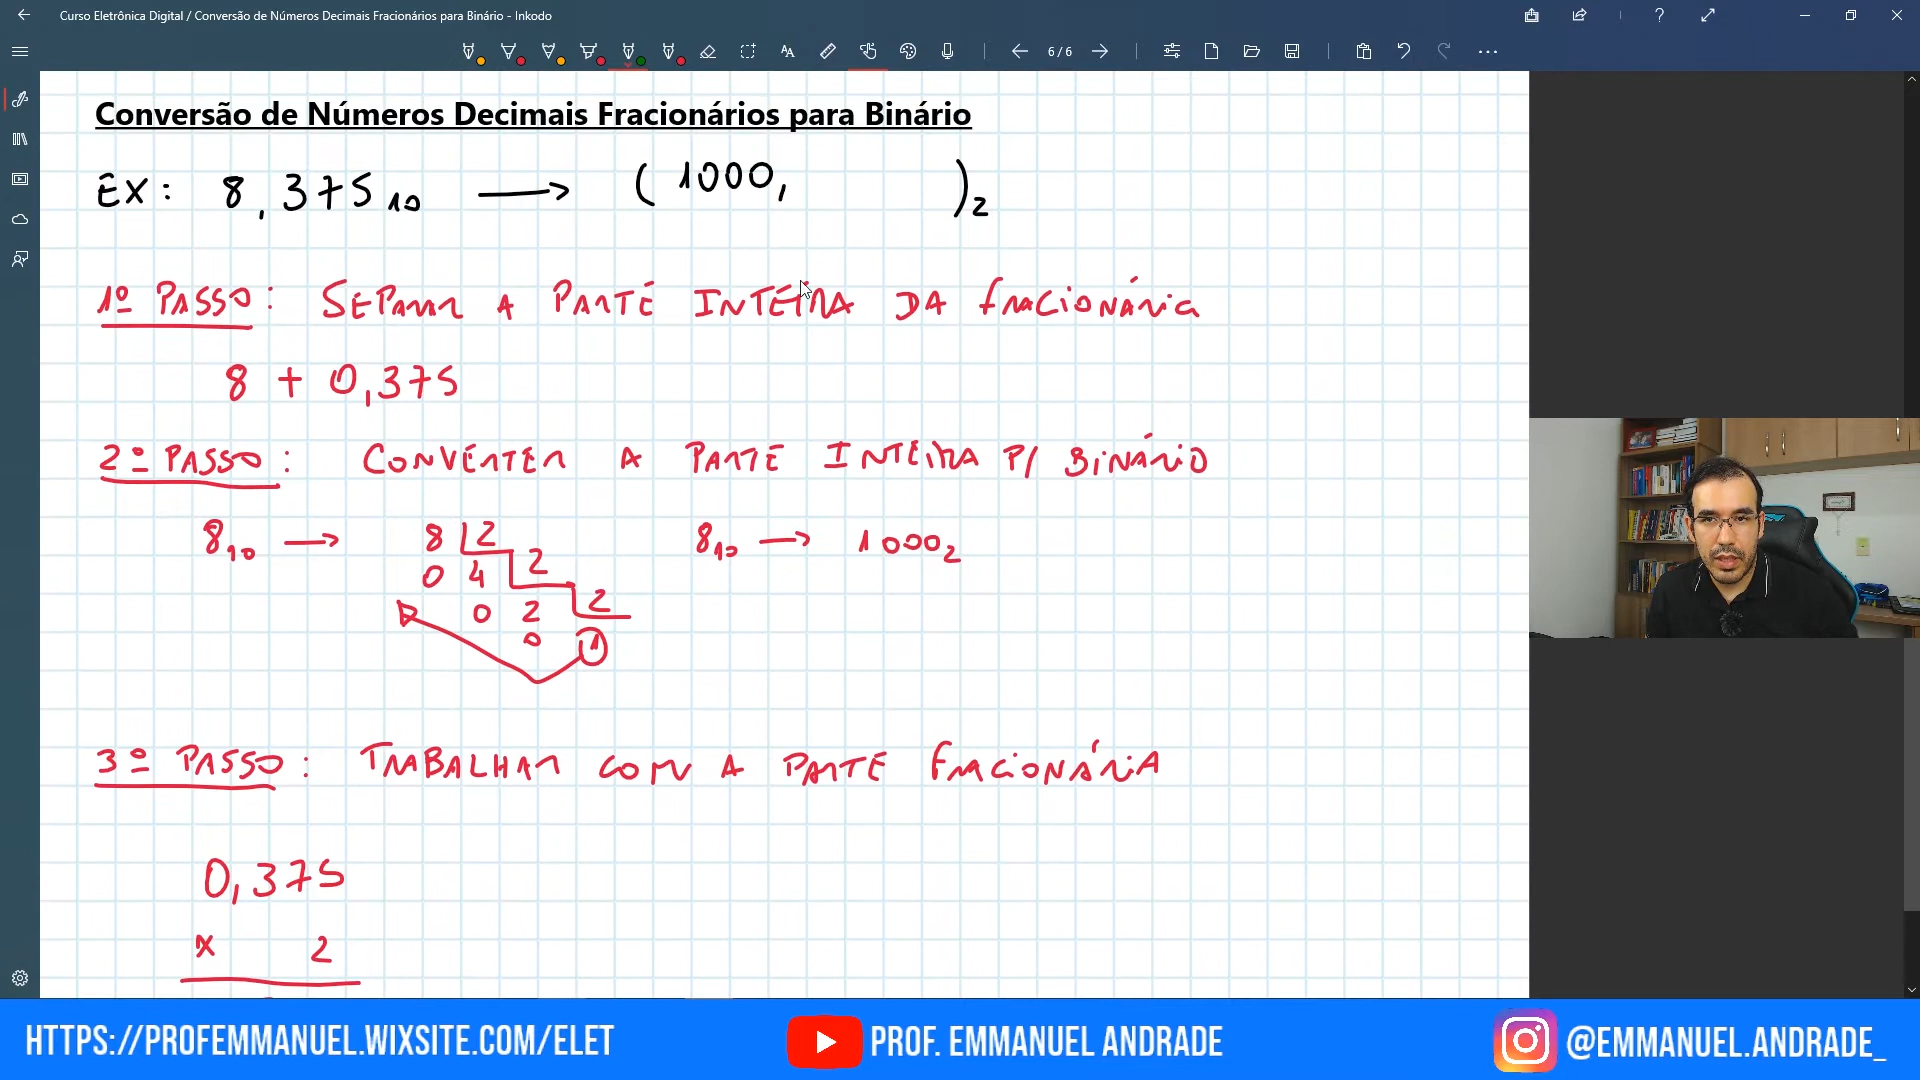 Curso Eletrônica Digital / Conversão de Números Decimais Fracionários para Binário - Inkodo
6 / 6
Conversão de Números Decimais Fracionários para Binário
EX: 8,375₁₀ → (1000, )₂
1º PASSO: SEPARAR A PARTE INTEIRA DA fRACIONÁRIA
8 + 0,375
2º PASSO: CONVERTER A PARTE INTEIRA P/ BINÁRIO
8₁₀ → 8 2 8₁₀ → 1000₂
0 4 2
0 2 2
0 1
3º PASSO: TRABALHAR COM A PARTE FRACIONÁRIA
0,375
x 2
HTTPS://PROFEMMANUEL.WIXSITE.COM/ELET PROF. EMMANUEL ANDRADE @EMMANUEL.ANDRADE_